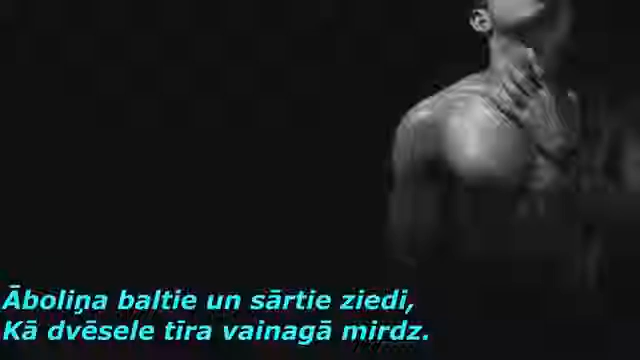 Āboliņa baltie un sārtie ziedi,
Kā dvēsele tīra vainagā mirdz.